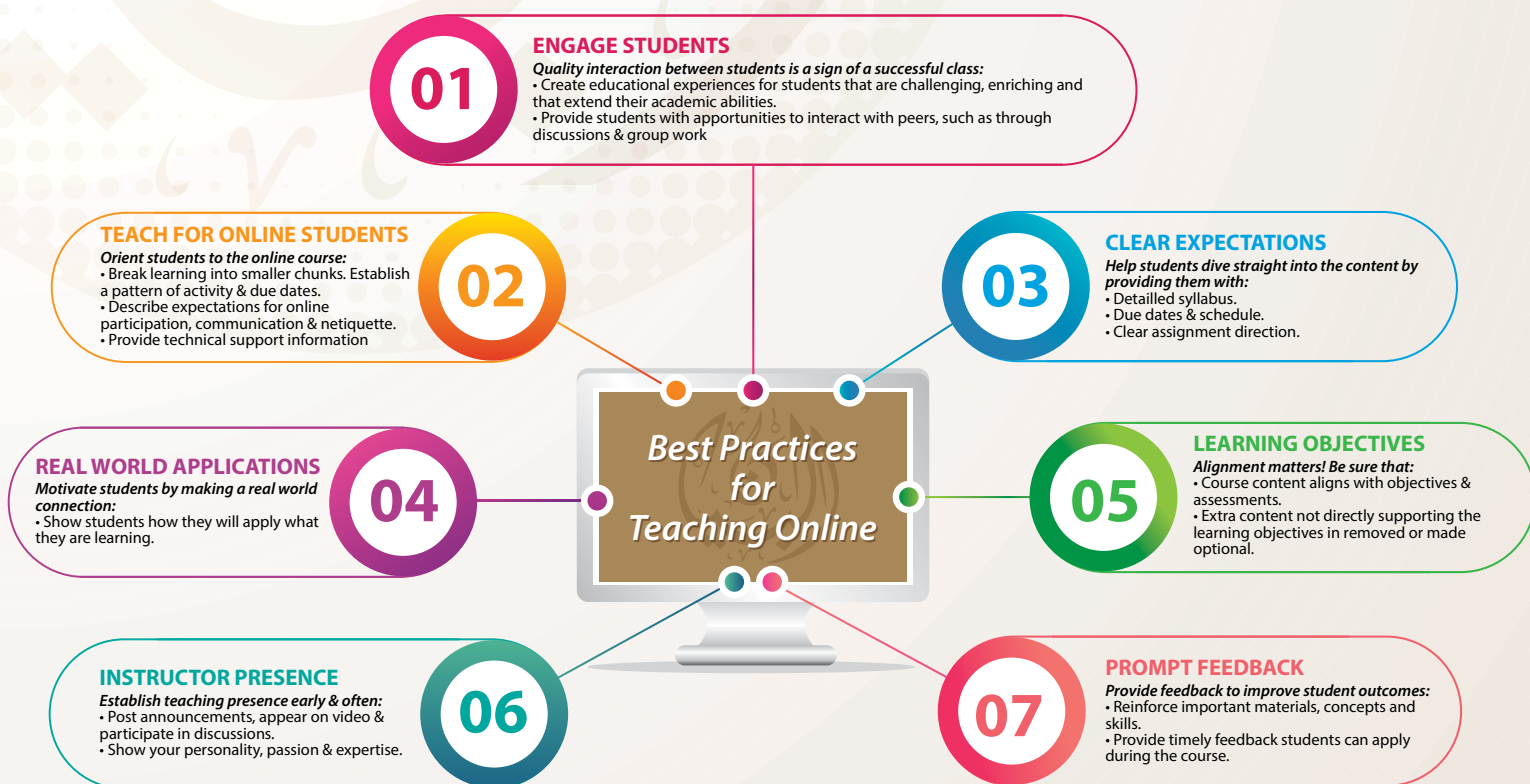 01
ENGAGE STUDENTS
Quality interaction between students is a sign of a successful class:
• Create educational experiences for students that are challenging, enriching and
that extend their academic abilities.
• Provide students with apportunities to interact with peers, such as through
discussions & group work
TEACH FOR ONLINE STUDENTS
Orient students to the online course:
• Break learning into smaller chunks. Establish
a pattern of activity & due dates.
• Describe expectations for online
participation, communication & netiquette.
• Provide technical support information
02
03
CLEAR EXPECTATIONS
Help students dive straight into the content by
providing them with:
• Detailled syllabus.
• Due dates & schedule.
• Clear assignment direction.
Best Practices
for
Teaching Online
REAL WORLD APPLICATIONS
Motivate students by making a real world
connection:
• Show students how they will apply what
they are learning.
04
05
LEARNING OBJECTIVES
Alignment matters! Be sure that:
• Course content aligns with objectives &
assessments.
• Extra content not directly supporting the
learning objectives in removed or made
optional.
INSTRUCTOR PRESENCE
Establish teaching presence early & often:
• Post announcements, appear on video &
participate in discussions.
• Show your personality, passion & expertise.
06
07
PROMPT FEEDBACK
Provide feedback to improve student outcomes:
• Reinforce important materials, concepts and
skills.
• Provide timely feedback students can apply
during the course.